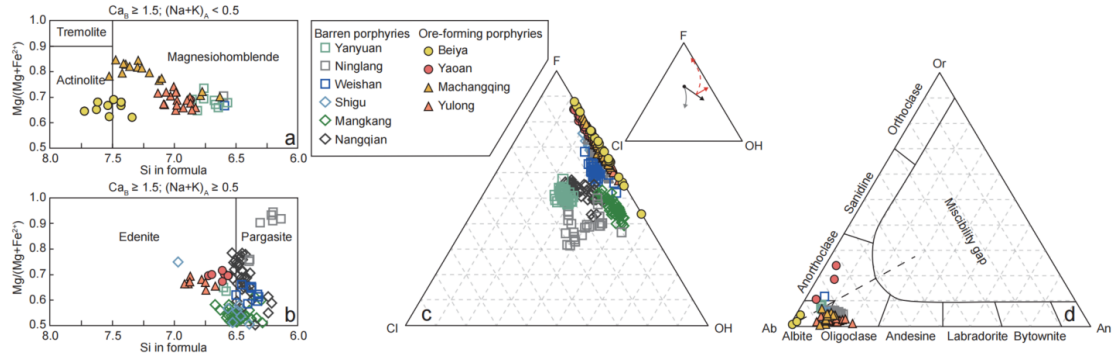 Ca_B ≥ 1.5; (Na+K)_A < 0.5
1.0
0.9
0.8
0.7
0.6
0.5
Mg/(Mg+Fe²⁺)
Tremolite
Actinolite
Magnesiohomblende
a
8.0 7.5 7.0 6.5 6.0
Si in formula
Ca_B ≥ 1.5; (Na+K)_A ≥ 0.5
1.0
0.9
0.8
0.7
0.6
0.5
Mg/(Mg+Fe²⁺)
Edenite
Pargasite
b
8.0 7.5 7.0 6.5 6.0
Si in formula
Barren porphyries
Yanyuan
Ninglang
Weishan
Shigu
Mangkang
Nangqian
Ore-forming porphyries
Beiya
Yaoan
Machangqing
Yulong
F
Cl
OH
c
F
Cl
OH
Or
Orthoclase
Sanidine
Anorthoclase
Miscibility gap
d
Ab
An
Albite
Oligoclase
Andesine
Labradorite
Bytownite